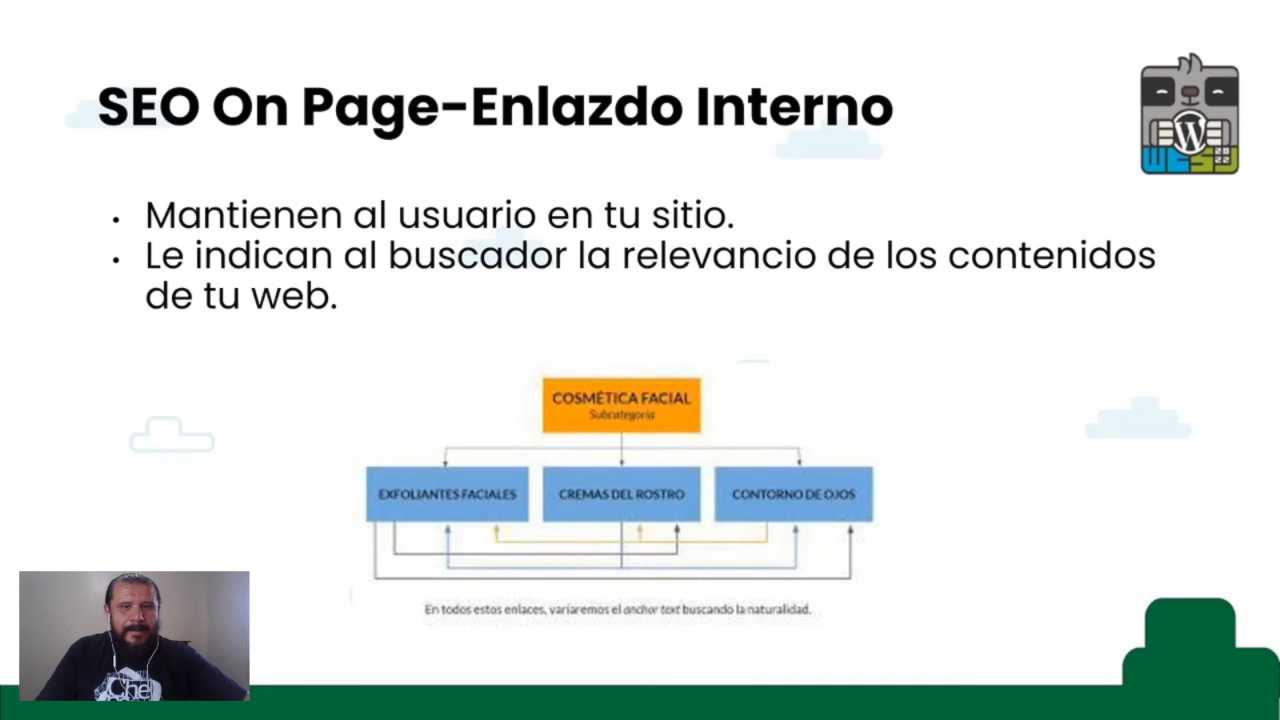 SEO On Page-Enlazdo Interno
• Mantienen al usuario en tu sitio.
• Le indican al buscador la relevancio de los contenidos
de tu web.
COSMÉTICA FACIAL
Subcategoría
EXFOLIANTES FACIALES
CREMAS DEL ROSTRO
CONTORNO DE OJOS
En todos estos enlaces, variaremos el anchor text buscando la naturalidad.
Che